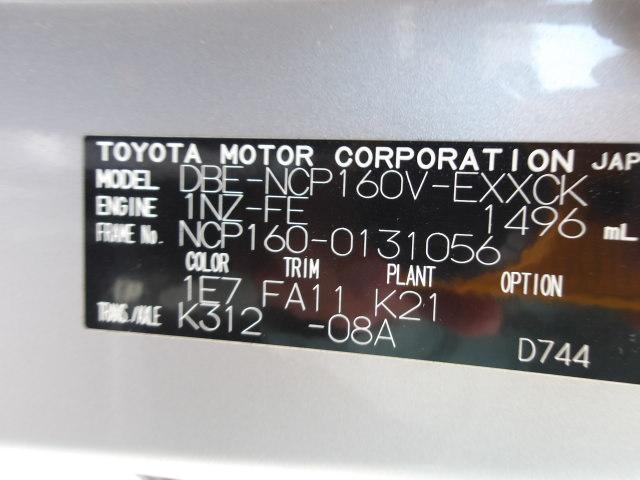 TOYOTA MOTOR CORPORATION JAP
MODEL DBE-NCP160V-EXXCK
ENGINE 1NZ-FE 1496 mL
FRAME No. NCP160-0131056
COLOR TRIM PLANT OPTION
1E7 FA11 K21
TRANS./AXLE K312 -08A
D744